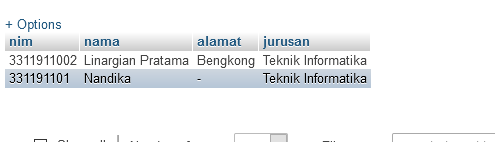 + Options
nim nama alamat jurusan
3311911002 Linargian Pratama Bengkong Teknik Informatika
331191101 Nandika - Teknik Informatika